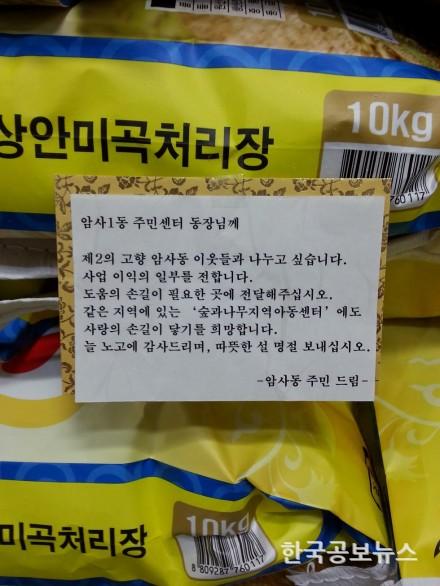 상안미곡처리장
10kg
760117
암사1동 주민센터 동장님께
제2의 고향 암사동 이웃들과 나누고 싶습니다.
사업 이익의 일부를 전합니다.
도움의 손길이 필요한 곳에 전달해주십시오.
같은 지역에 있는 ‘숲과나무지역아동센터’에도
사랑의 손길이 닿기를 희망합니다.
늘 노고에 감사드리며, 따뜻한 설 명절 보내십시오.
-암사동 주민 드림-
미곡처리장
10kg
8 809287 760117
한국공보뉴스